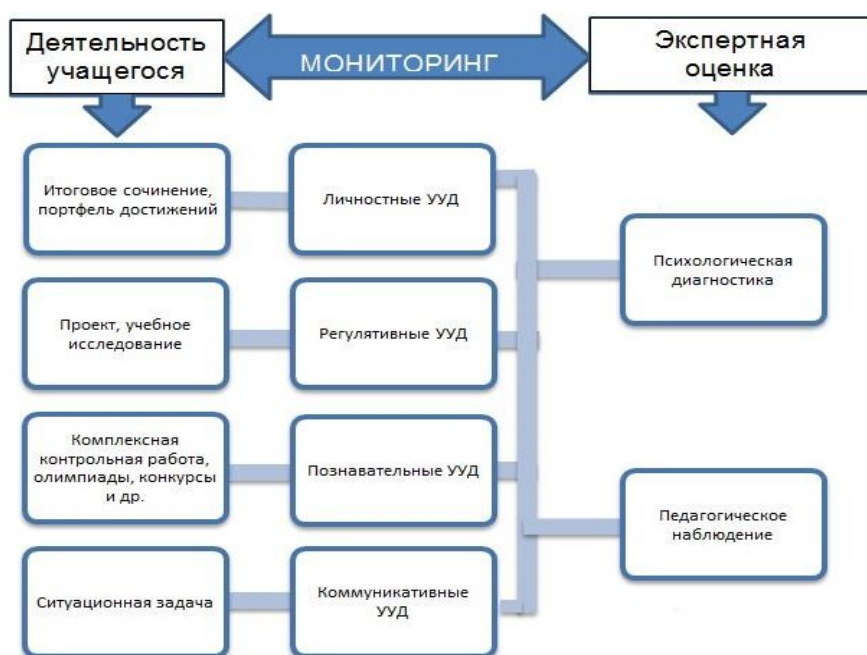 Деятельность
учащегося
МОНИТОРИНГ
Экспертная
оценка
Итоговое сочинение,
портфель достижений
Личностные УУД
Психологическая
диагностика
Проект, учебное
исследование
Регулятивные УУД
Комплексная
контрольная работа,
олимпиады, конкурсы
и др.
Познавательные УУД
Педагогическое
наблюдение
Ситуационная задача
Коммуникативные
УУД